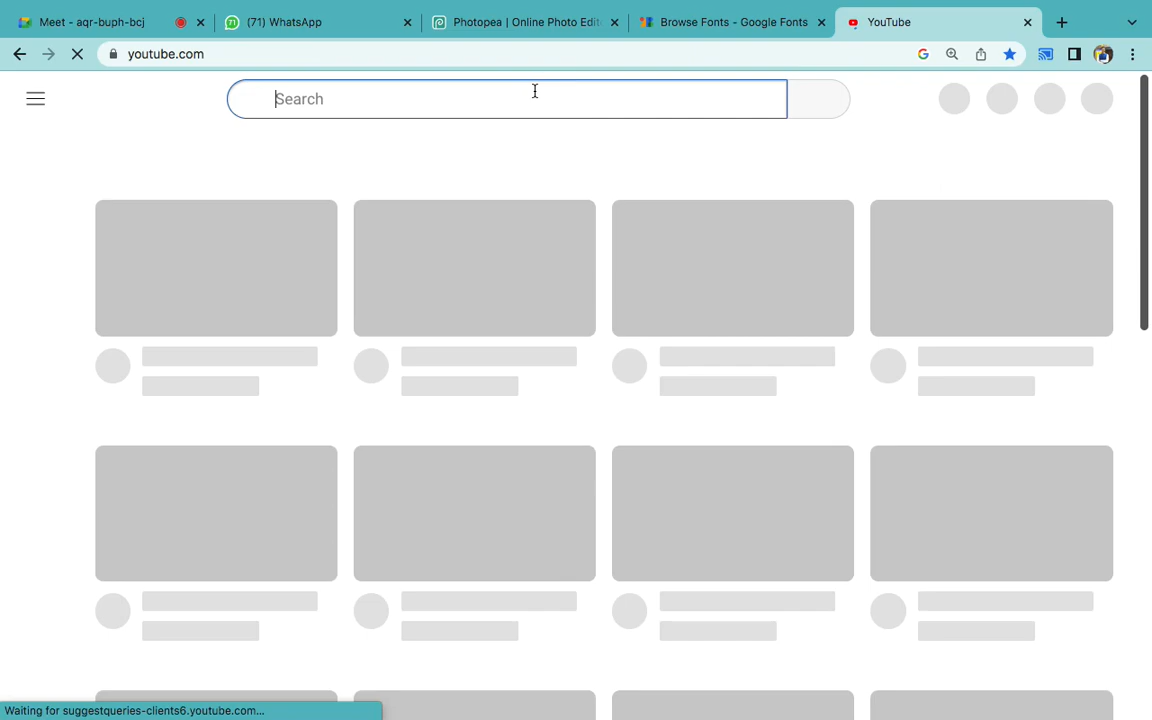 Meet - aqr-buph-bcj
(71) WhatsApp
Photopea | Online Photo Edit
Browse Fonts - Google Fonts
YouTube
youtube.com
Search
Waiting for suggestqueries-clients6.youtube.com...